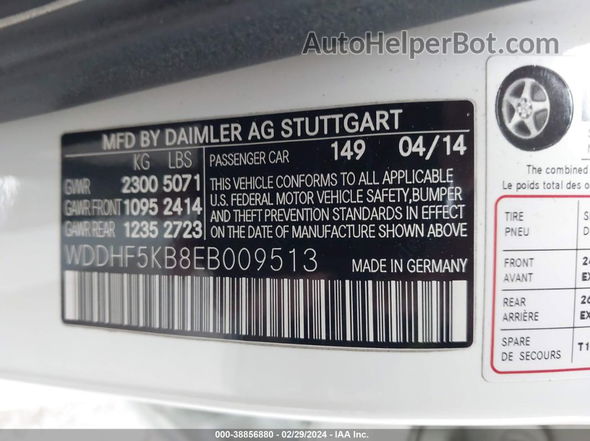 AutoHelperBot.com
MFD BY DAIMLER AG STUTTGART
KG LBS
GVWR 2300 5071
GAWR FRONT 1095 2414
GAWR REAR 1235 2723
PASSENGER CAR 149 04/14
THIS VEHICLE CONFORMS TO ALL APPLICABLE
U.S. FEDERAL MOTOR VEHICLE SAFETY, BUMPER
AND THEFT PREVENTION STANDARDS IN EFFECT
ON THE DATE OF MANUFACTURE SHOWN ABOVE
WDDHF5KB8EB009513 MADE IN GERMANY
The combined
Le poids total des
TIRE
PNEU
FRONT
AVANT
REAR
ARRIÈRE
SPARE
DE SECOURS
000-38856880 - 02/29/2024 - IAA Inc.